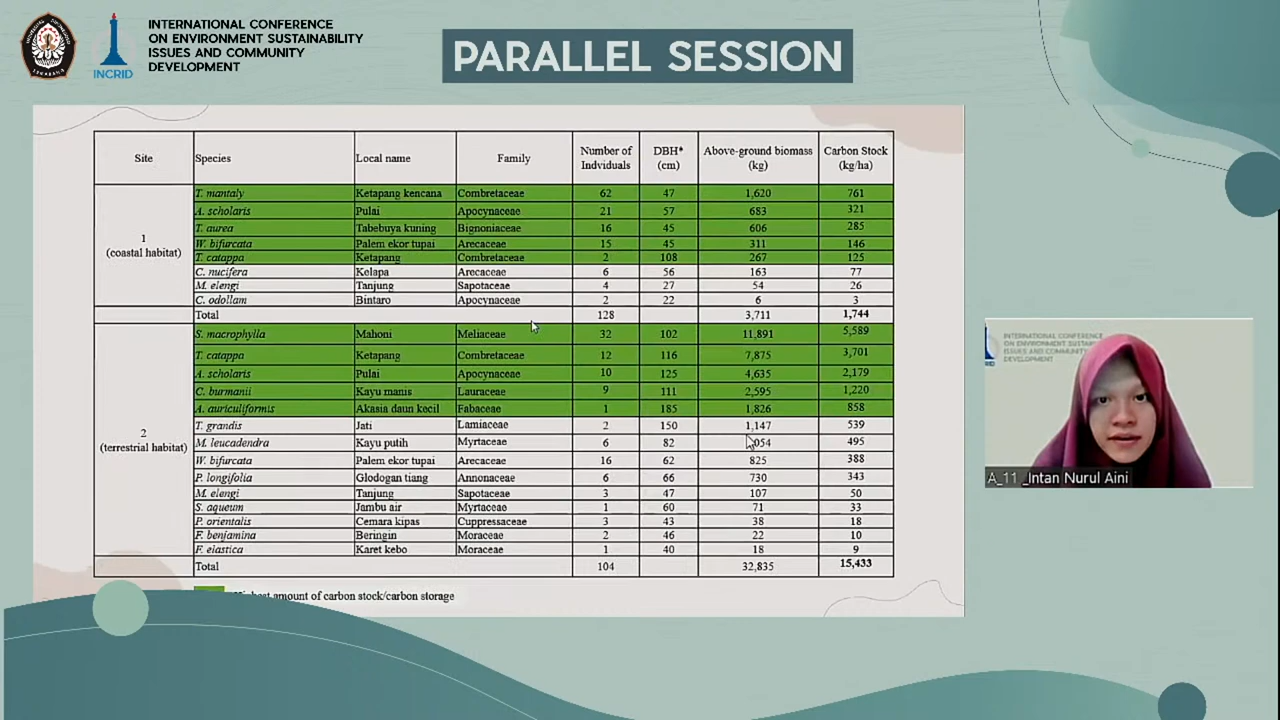 INTERNATIONAL CONFERENCE
ON ENVIRONMENT SUSTAINABILITY
ISSUES AND COMMUNITY
DEVELOPMENT
INCRID
PARALLEL SESSION
Site Species Local name Family Number of Indviduals DBH* (cm) Above-ground biomass (kg) Carbon Stock (kg/ha)
1 (coastal habitat)
T. mantaly Ketapang kencana Combretaceae 62 47 1,620 761
A. scholaris Pulai Apocynaceae 21 57 683 321
T. aurea Tabebuya kuning Bignoniaceae 16 45 606 285
W. bifurcata Palem ekor tupai Arecaceae 15 45 311 146
T. catappa Ketapang Combretaceae 2 108 267 125
C. nucifera Kelapa Arecaceae 6 56 163 77
M. elengi Tanjung Sapotaceae 4 27 54 26
C. odollam Bintaro Apocynaceae 2 22 6 3
Total 128 3,711 1,744
2 (terrestrial habitat)
S. macrophylla Mahoni Meliaceae 32 102 11,891 5,589
T. catappa Ketapang Combretaceae 12 116 7,875 3,701
A. scholaris Pulai Apocynaceae 10 125 4,635 2,179
C. burmanii Kayu manis Lauraceae 9 111 2,595 1,220
A. auriculiformis Akasia daun kecil Fabaceae 1 185 1,826 858
T. grandis Jati Lamiaceae 2 150 1,147 539
M. leucadendra Kayu putih Myrtaceae 6 82 054 495
W. bifurcata Palem ekor tupai Arecaceae 16 62 825 388
P. longifolia Glodogan tiang Annonaceae 6 66 730 343
M. elengi Tanjung Sapotaceae 3 47 107 50
S. aqueum Jambu air Myrtaceae 1 60 71 33
P. orientalis Cemara kipas Cuppressaceae 3 43 38 18
F. benjamina Beringin Moraceae 2 46 22 10
F. elastica Karet kebo Moraceae 1 40 18 9
Total 104 32,835 15,433
amount of carbon stock/carbon storage
INTERNATIONAL CONFERENCE
ON ENVIRONMENT
ISSUES AND COMMUNITY
DEVELOPMENT
A_11 _Intan Nurul Aini